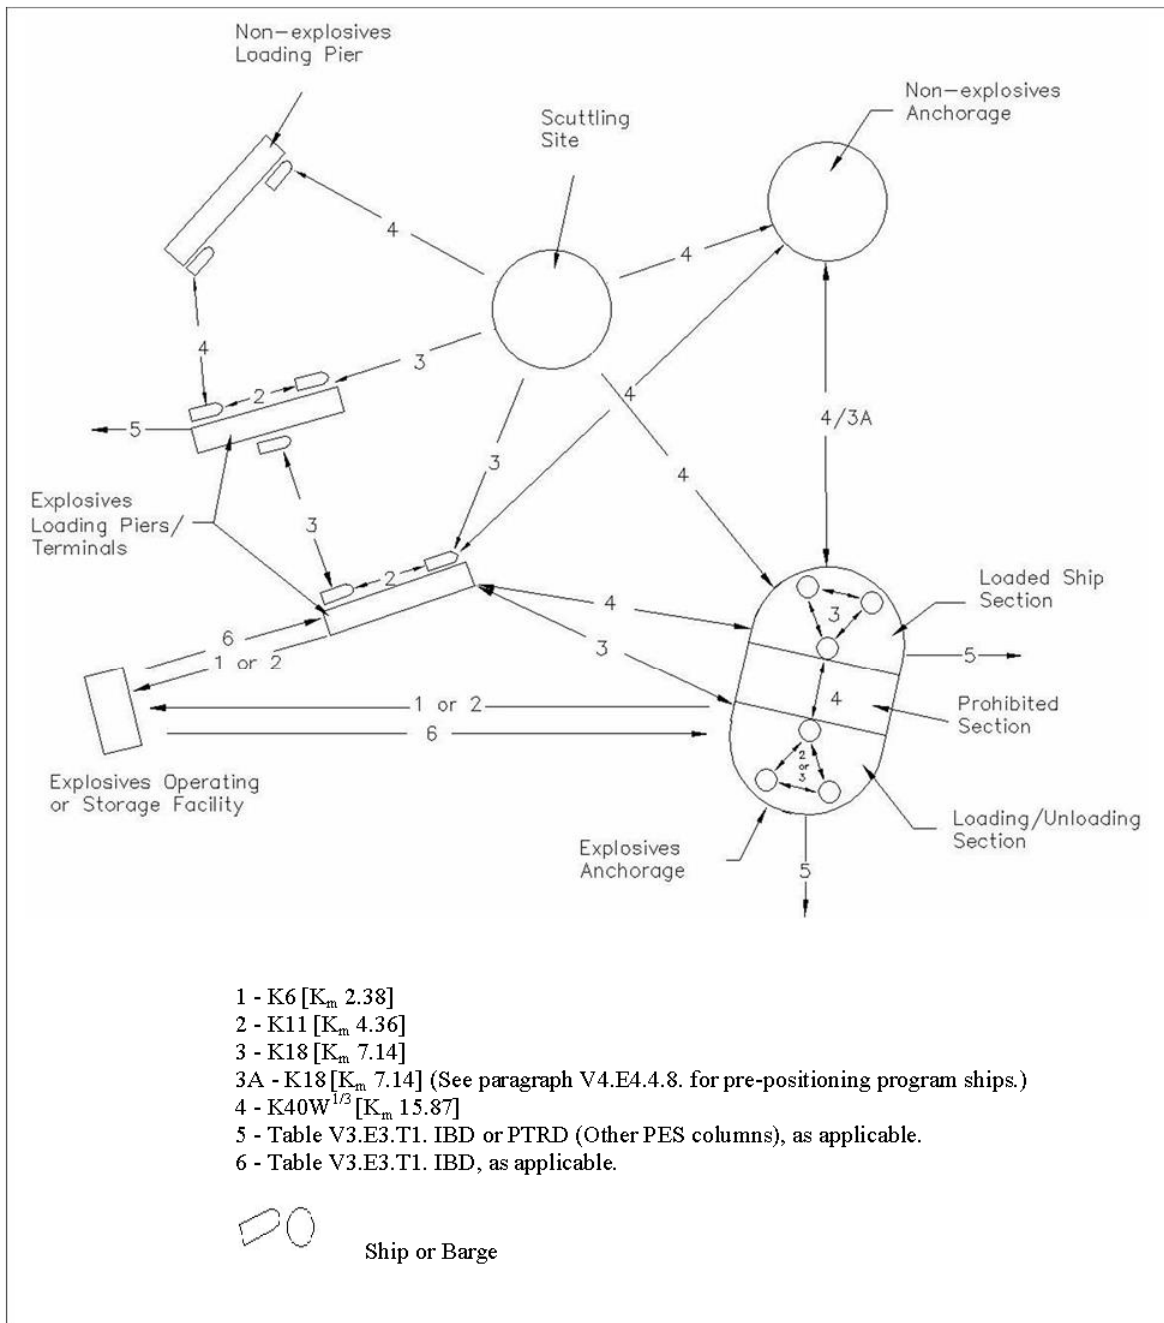 Non-explosives
Loading Pier
Non-explosives
Anchorage
Scuttling
Site
4
4
4
3
4
2
5
4/3A
3
4
Explosives
Loading Piers/
Terminals
3
2
4
3
Loaded Ship
Section
3
6
1 or 2
5
1 or 2
4
Prohibited
Section
6
2
or
3
Explosives Operating
or Storage Facility
Loading/Unloading
Section
Explosives
Anchorage
5
1 - K6 [Km 2.38]
2 - K11 [Km 4.36]
3 - K18 [Km 7.14]
3A - K18 [Km 7.14] (See paragraph V4.E4.4.8. for pre-positioning program ships.)
4 - K40W1/3 [Km 15.87]
5 - Table V3.E3.T1. IBD or PTRD (Other PES columns), as applicable.
6 - Table V3.E3.T1. IBD, as applicable.
Ship or Barge